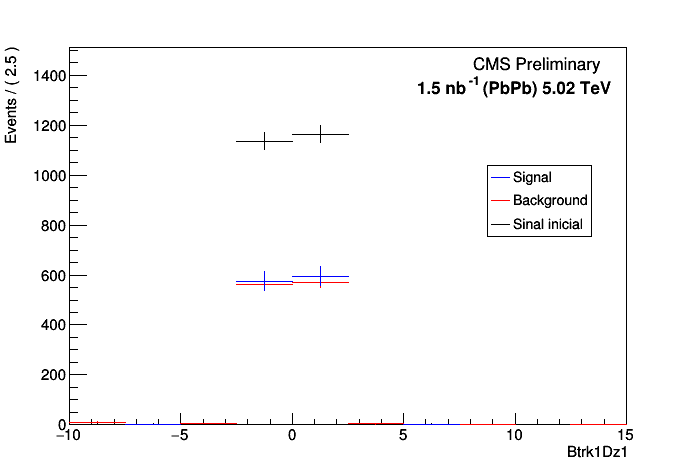 CMS Preliminary
1.5 nb⁻¹ (PbPb) 5.02 TeV
Events / ( 2.5 )
1400
1200
1000
800
600
400
200
0
Signal
Background
Sinal inicial
−10 −5 0 5 10 15
Btrk1Dz1